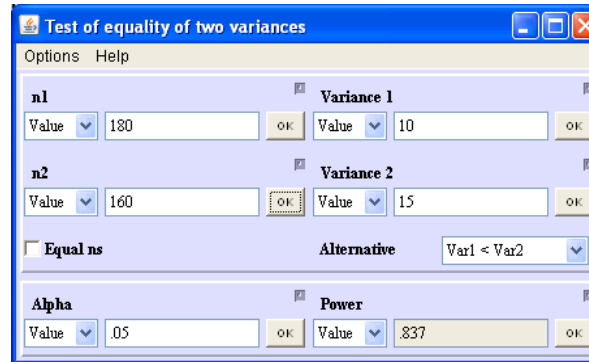 Test of equality of two variances
Options Help
n1
Value 180 OK
Variance 1
Value 10 OK
n2
Value 160 OK
Variance 2
Value 15 OK
Equal ns
Alternative Var1 < Var2
Alpha
Value .05 OK
Power
Value .837 OK